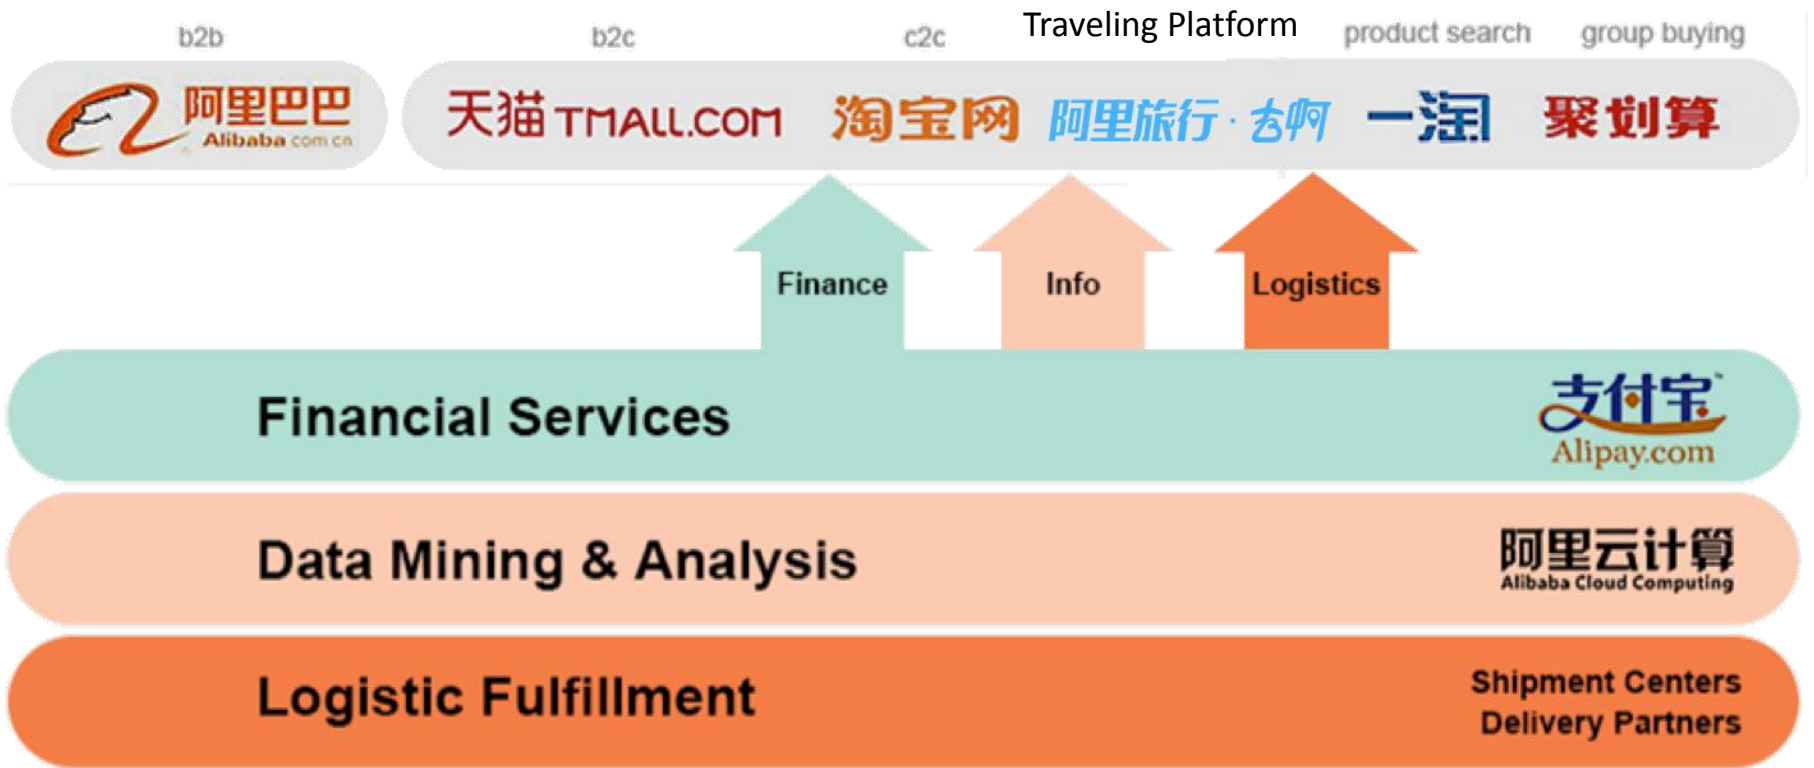 b2b
b2c
c2c
Traveling Platform
product search
group buying
阿里巴巴
Alibaba.com.cn
天猫 TMALL.COM
淘宝网
阿里旅行·去啊
一淘
聚划算
Finance
Info
Logistics
Financial Services
支付宝™
Alipay.com
Data Mining & Analysis
阿里云计算
Alibaba Cloud Computing
Logistic Fulfillment
Shipment Centers
Delivery Partners